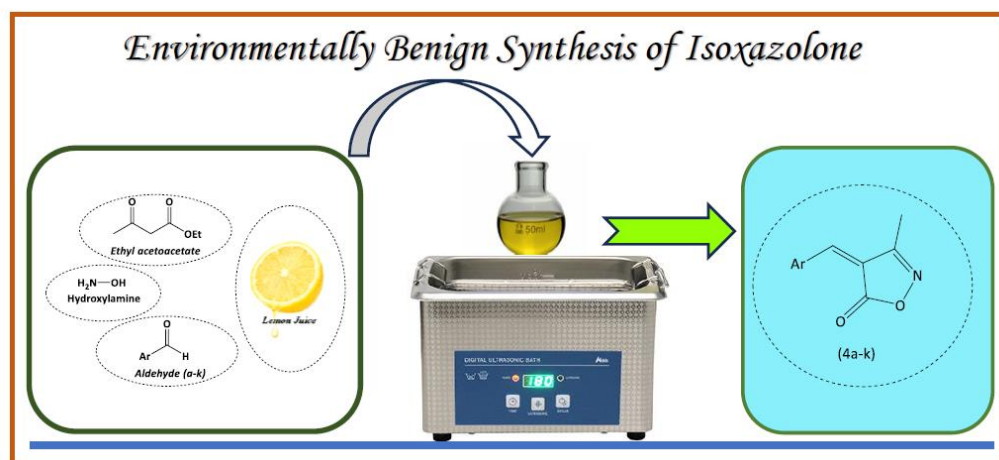 Environmentally Benign Synthesis of Isoxazolone
O
O
OEt
Ethyl acetoacetate
H₂N—OH
Hydroxylamine
O
Ar
H
Aldehyde (a-k)
Lemon Juice
50ml
DIGITAL ULTRASONIC BATH
180
TIME
Ar
N
O
O
(4a-k)